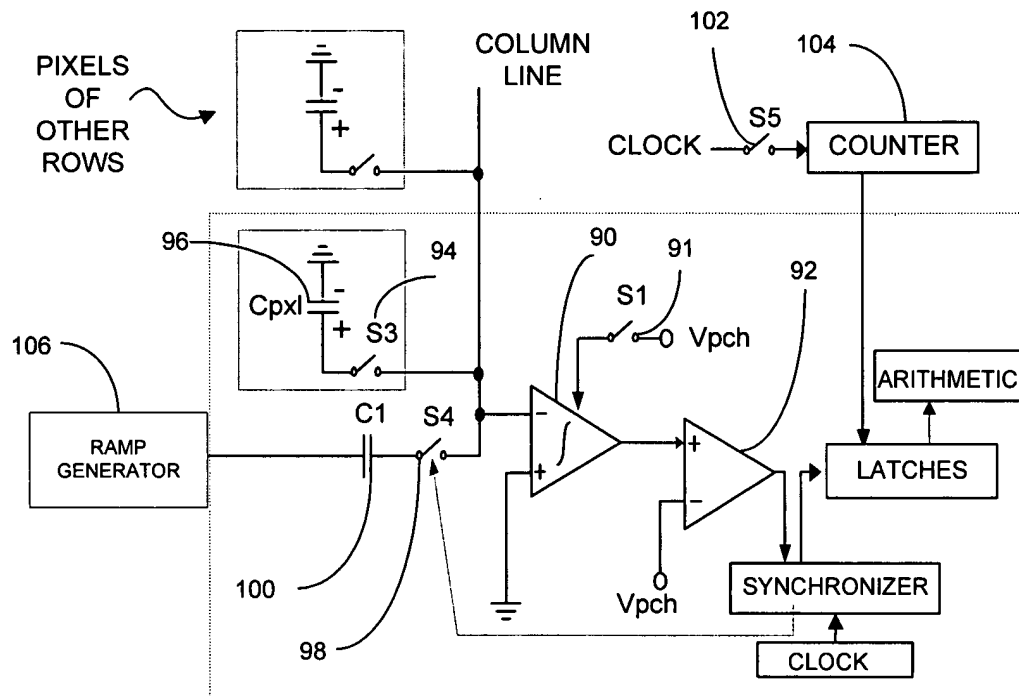 PIXELS
OF
OTHER
ROWS
-
+
COLUMN
LINE
102
104
CLOCK
S5
COUNTER
96
94
Cpxl
-
+
S3
90
91
S1
Vpch
92
106
RAMP
GENERATOR
C1
S4
-
+
∫
+
-
Vpch
ARITHMETIC
LATCHES
SYNCHRONIZER
CLOCK
100
98